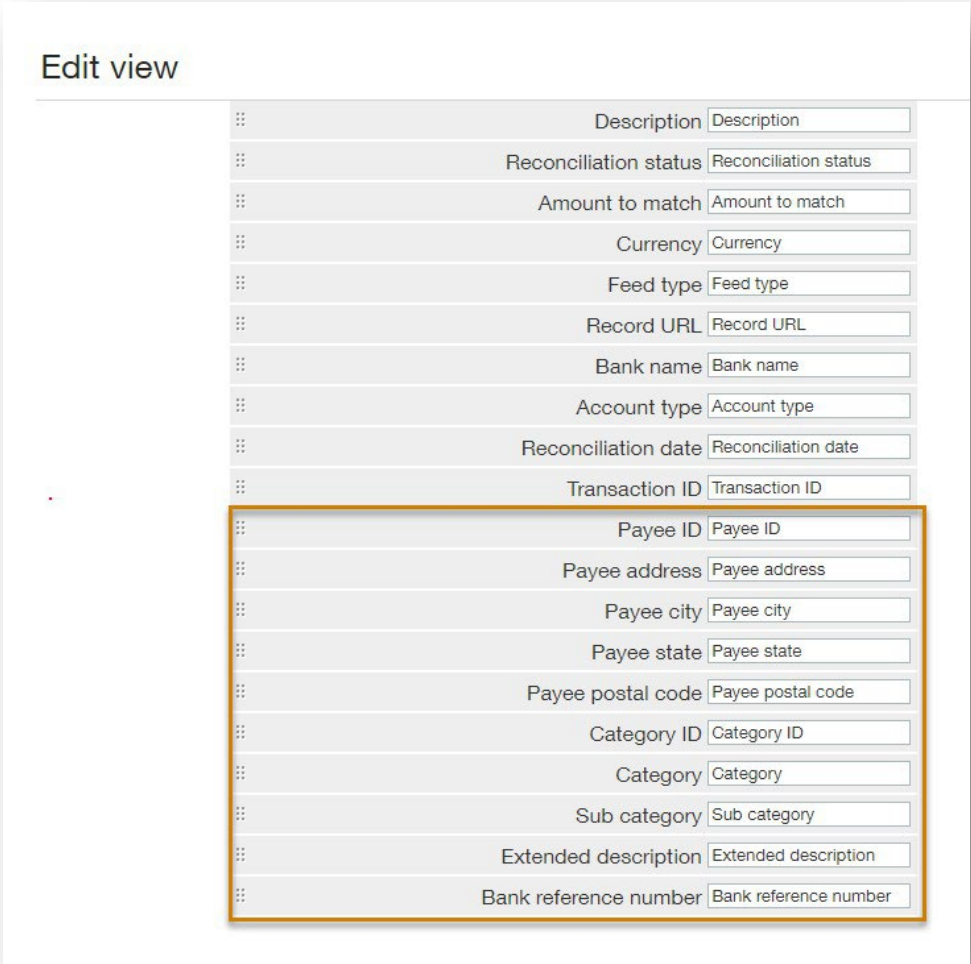 Edit view
Description Description
Reconciliation status Reconciliation status
Amount to match Amount to match
Currency Currency
Feed type Feed type
Record URL Record URL
Bank name Bank name
Account type Account type
Reconciliation date Reconciliation date
Transaction ID Transaction ID
Payee ID Payee ID
Payee address Payee address
Payee city Payee city
Payee state Payee state
Payee postal code Payee postal code
Category ID Category ID
Category Category
Sub category Sub category
Extended description Extended description
Bank reference number Bank reference number